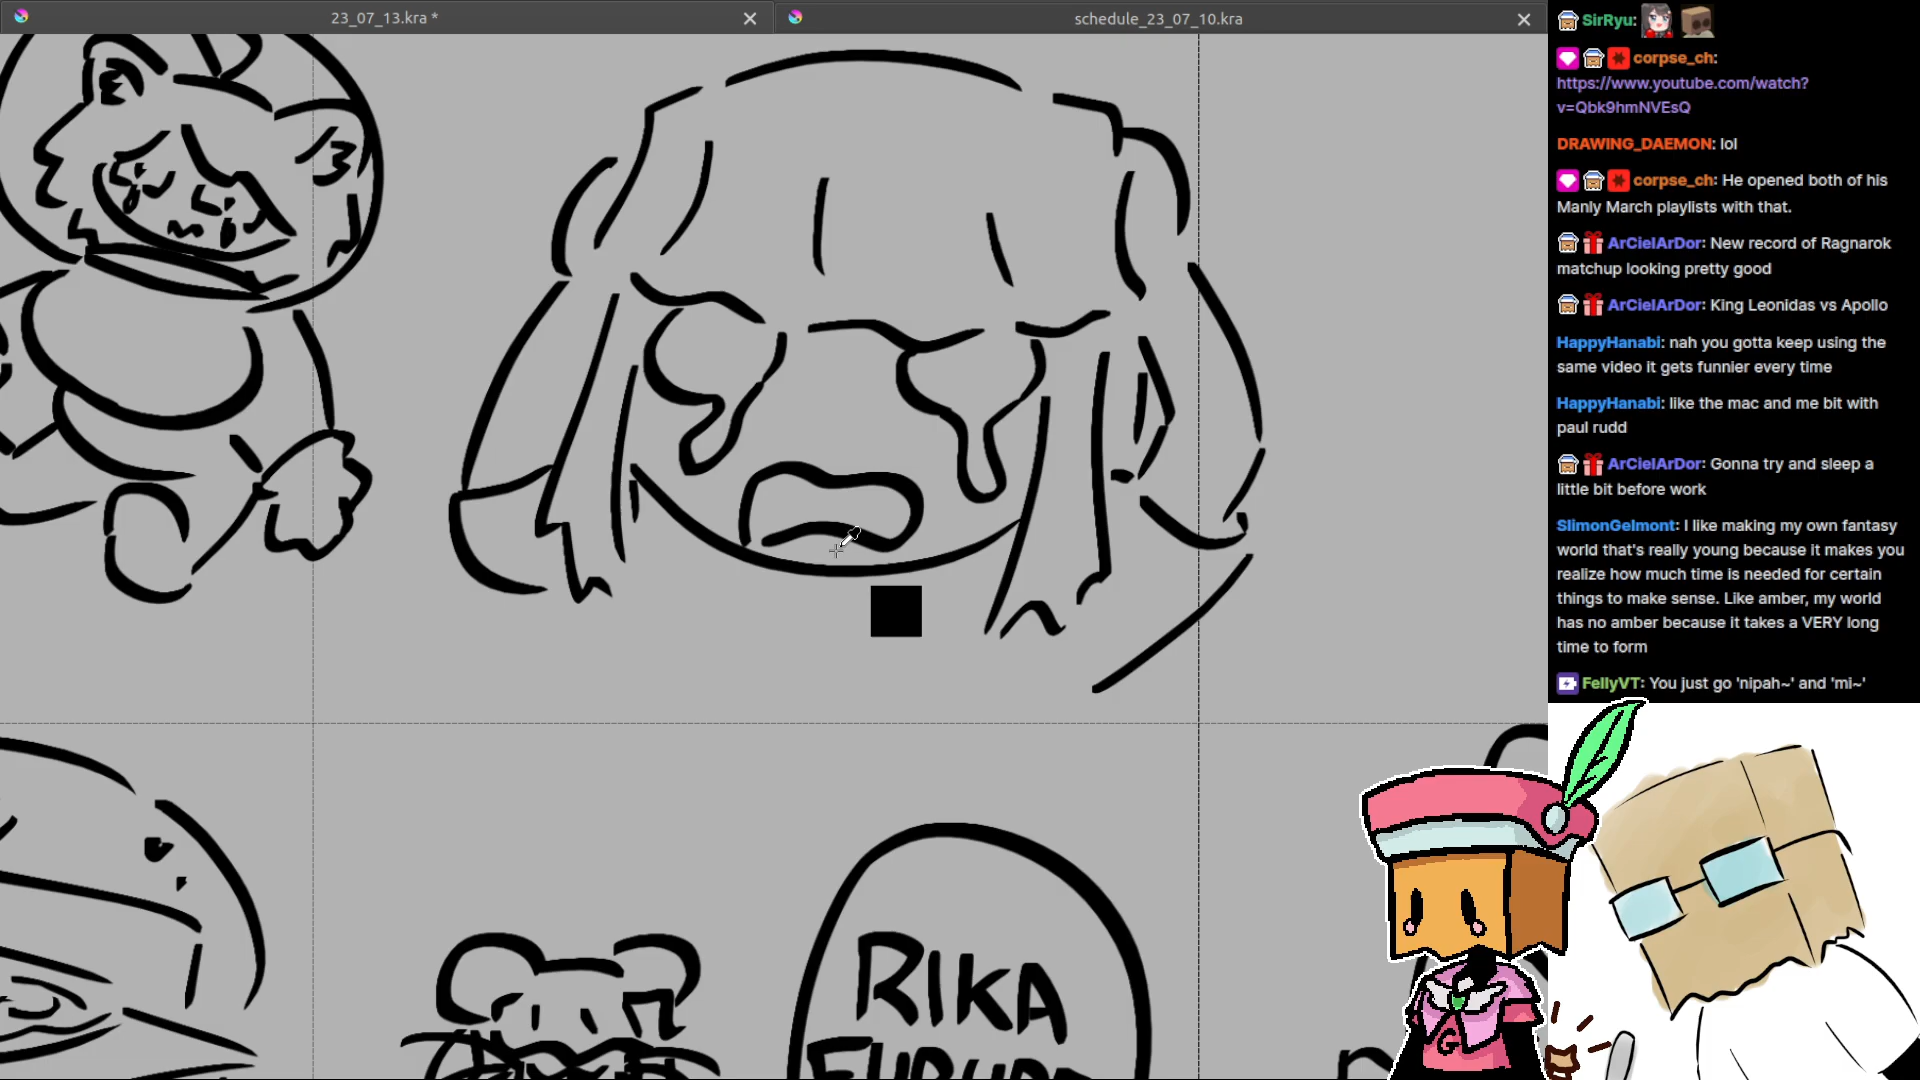 23_07_13.kra *
schedule_23_07_10.kra
SirRyu:
corpse_ch:
https://www.youtube.com/watch?
v=Qbk9hmNVEsQ
DRAWING_DAEMON: lol
corpse_ch: He opened both of his
Manly March playlists with that.
ArCielArDor: New record of Ragnarok
matchup looking pretty good
ArCielArDor: King Leonidas vs Apollo
HappyHanabi: nah you gotta keep using the
same video it gets funnier every time
HappyHanabi: like the mac and me bit with
paul rudd
ArCielArDor: Gonna try and sleep a
little bit before work
SlimonGelmont: I like making my own fantasy
world that's really young because it makes you
realize how much time is needed for certain
things to make sense. Like amber, my world
has no amber because it takes a VERY long
time to form
FellyVT: You just go 'nipah~' and 'mi~'
RIKA
G